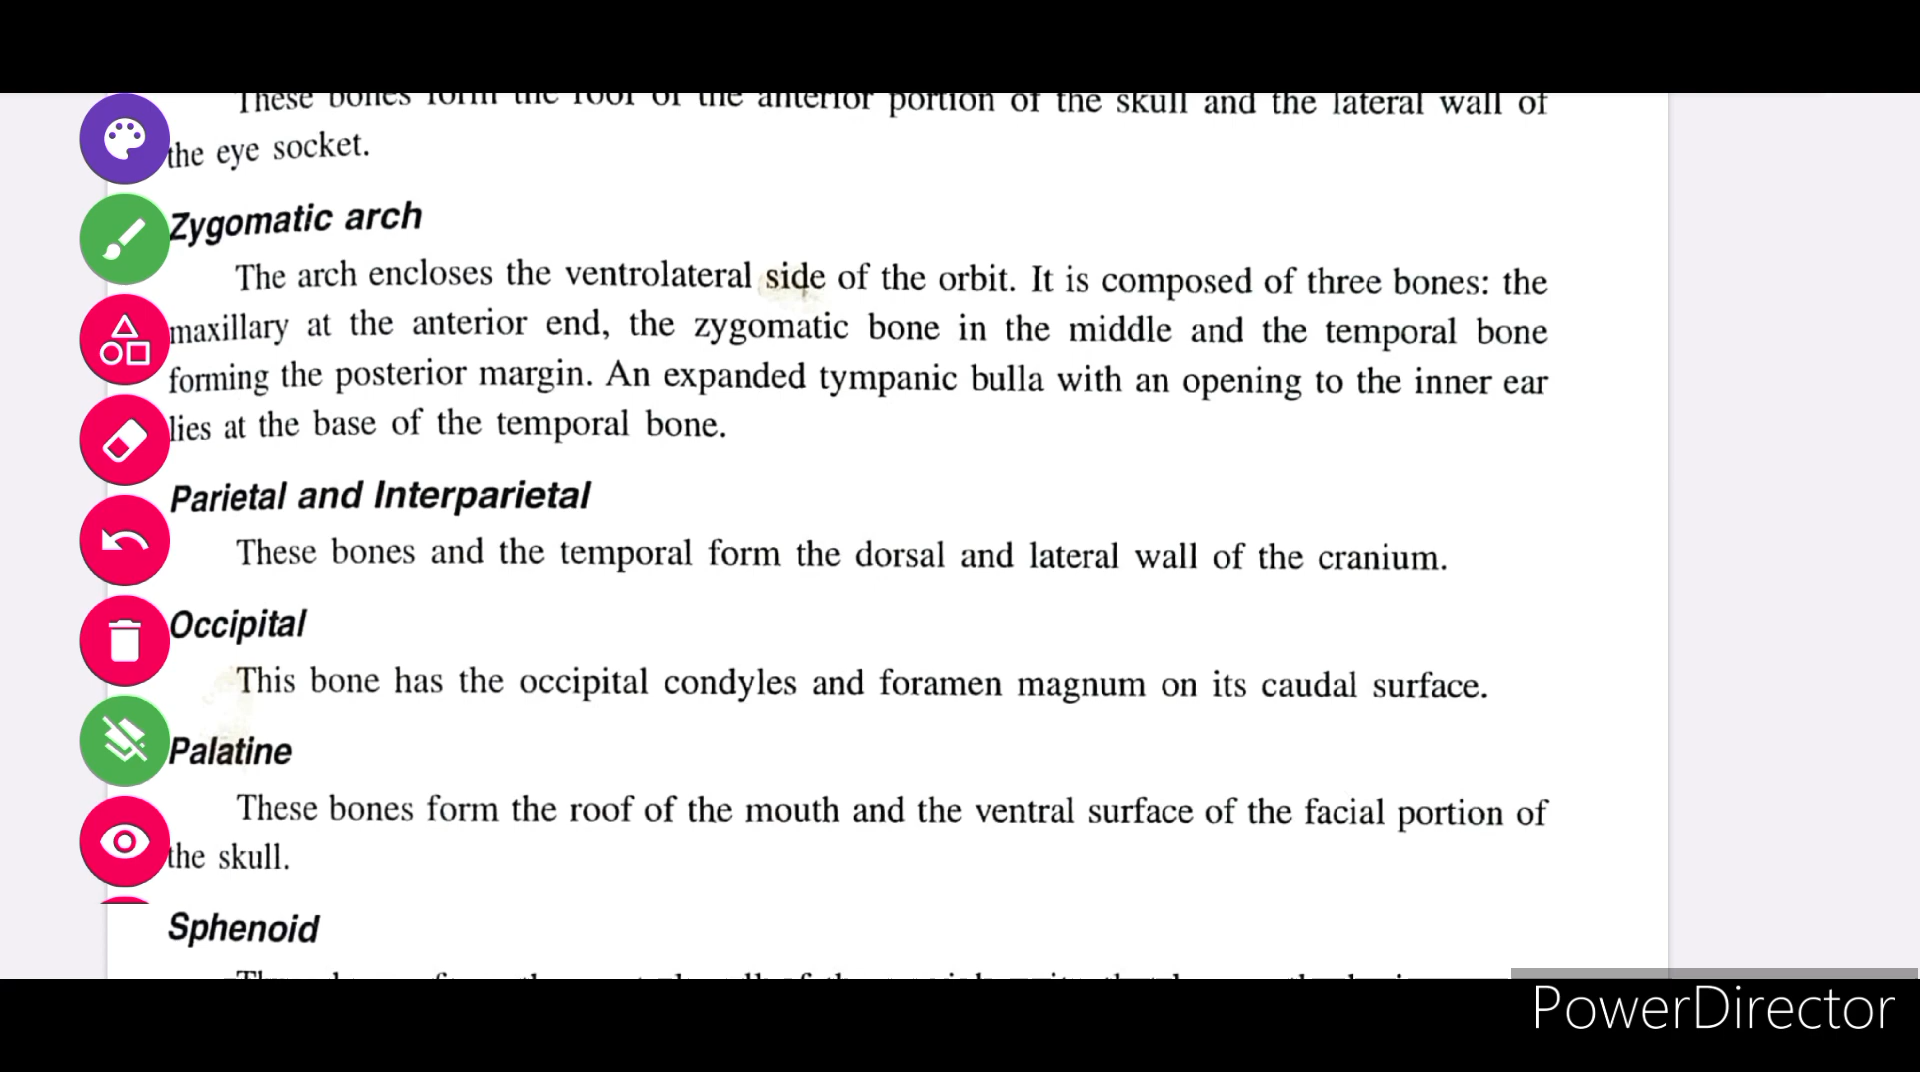 These bones form the roof of the anterior portion of the skull and the lateral wall of
the eye socket.
Zygomatic arch
The arch encloses the ventrolateral side of the orbit. It is composed of three bones: the
maxillary at the anterior end, the zygomatic bone in the middle and the temporal bone
forming the posterior margin. An expanded tympanic bulla with an opening to the inner ear
lies at the base of the temporal bone.
Parietal and Interparietal
These bones and the temporal form the dorsal and lateral wall of the cranium.
Occipital
This bone has the occipital condyles and foramen magnum on its caudal surface.
Palatine
These bones form the roof of the mouth and the ventral surface of the facial portion of
the skull.
Sphenoid
PowerDirector